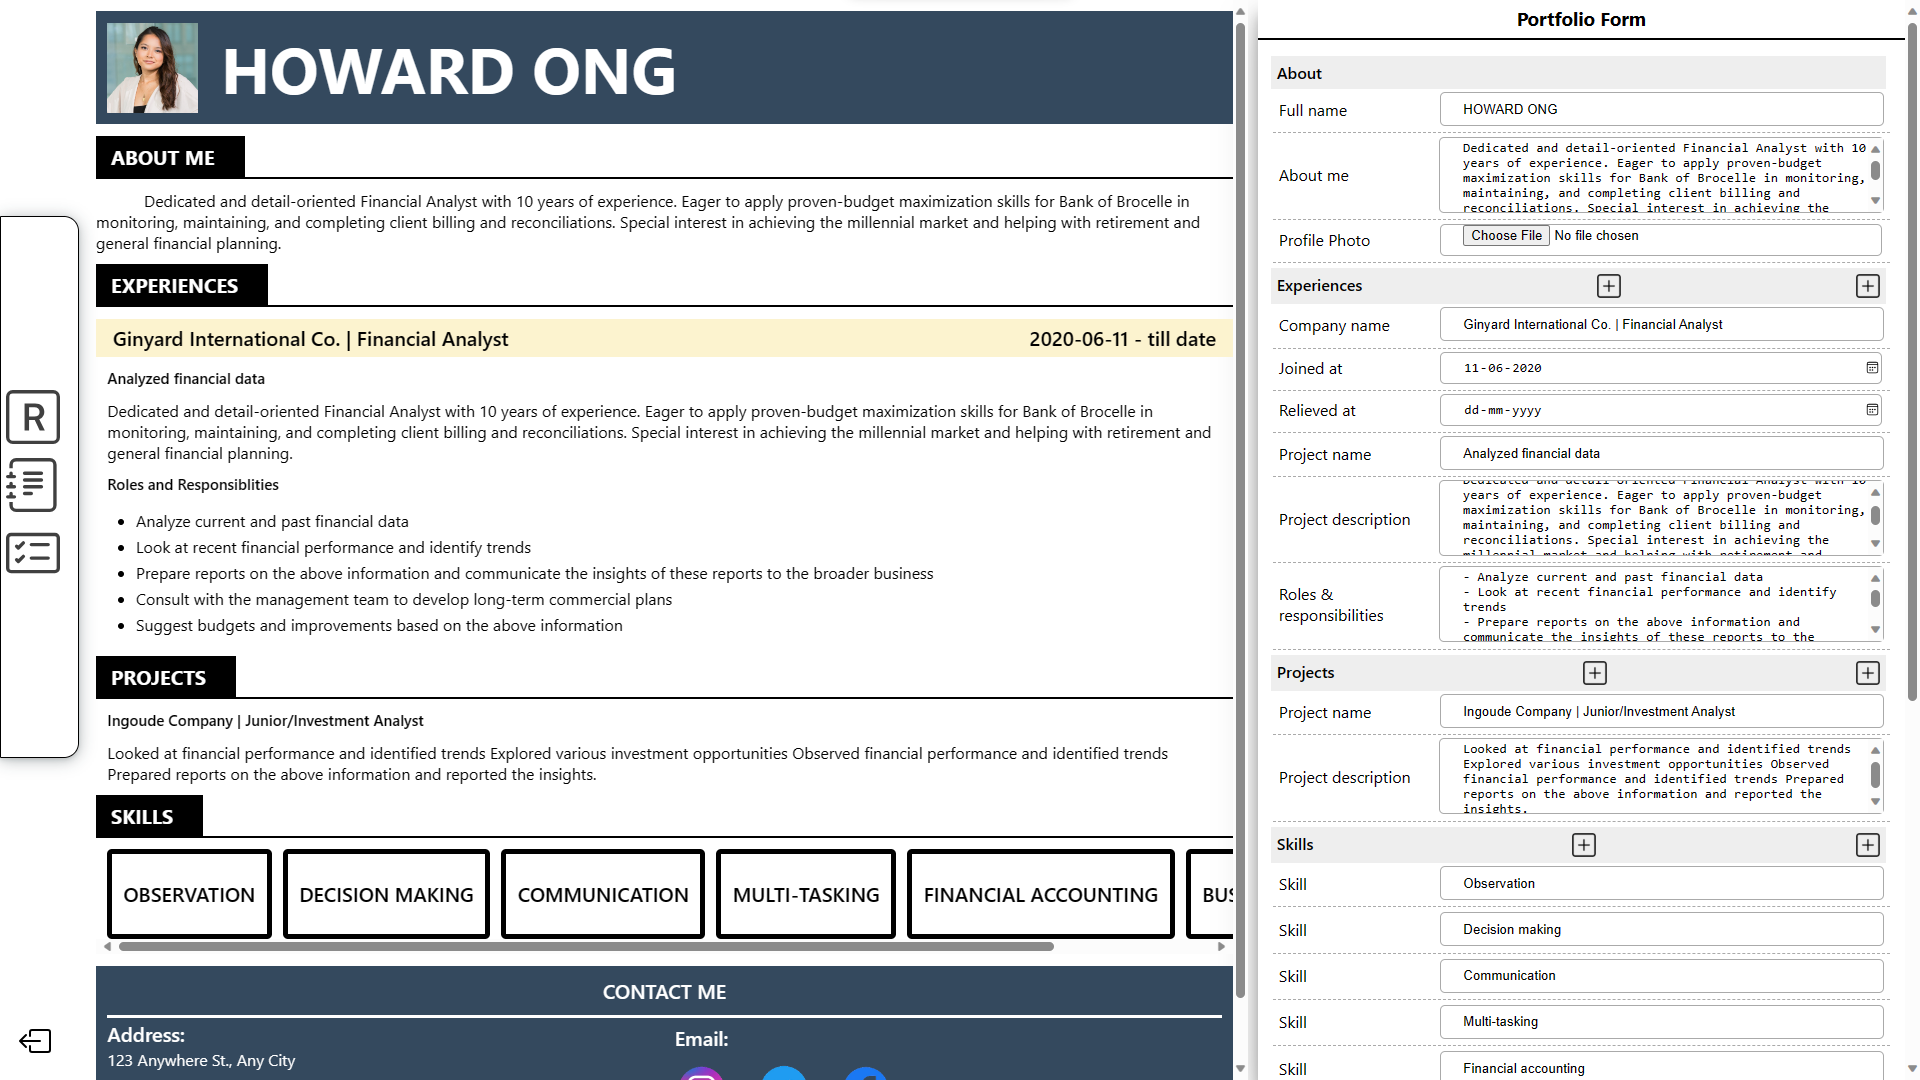 HOWARD ONG
ABOUT ME
Dedicated and detail-oriented Financial Analyst with 10 years of experience. Eager to apply proven-budget maximization skills for Bank of Brocelle in
monitoring, maintaining, and completing client billing and reconciliations. Special interest in achieving the millennial market and helping with retirement and
general financial planning.
EXPERIENCES
Ginyard International Co. | Financial Analyst
2020-06-11 - till date
Analyzed financial data
Dedicated and detail-oriented Financial Analyst with 10 years of experience. Eager to apply proven-budget maximization skills for Bank of Brocelle in
monitoring, maintaining, and completing client billing and reconciliations. Special interest in achieving the millennial market and helping with retirement and
general financial planning.
Roles and Responsiblities
Analyze current and past financial data
Look at recent financial performance and identify trends
Prepare reports on the above information and communicate the insights of these reports to the broader business
Consult with the management team to develop long-term commercial plans
Suggest budgets and improvements based on the above information
PROJECTS
Ingoude Company | Junior/Investment Analyst
Looked at financial performance and identified trends Explored various investment opportunities Observed financial performance and identified trends
Prepared reports on the above information and reported the insights.
SKILLS
OBSERVATION
DECISION MAKING
COMMUNICATION
MULTI-TASKING
FINANCIAL ACCOUNTING
CONTACT ME
Address:
123 Anywhere St., Any City
Email:
R
Portfolio Form
About
Full name
HOWARD ONG
About me
Dedicated and detail-oriented Financial Analyst with 10
years of experience. Eager to apply proven-budget
maximization skills for Bank of Brocelle in monitoring,
maintaining, and completing client billing and
reconciliations. Special interest in achieving the
Profile Photo
Choose File No file chosen
Experiences
Company name
Ginyard International Co. | Financial Analyst
Joined at
11-06-2020
Relieved at
dd-mm-yyyy
Project name
Analyzed financial data
Project description
Dedicated and detail-oriented Financial Analyst with 10
years of experience. Eager to apply proven-budget
maximization skills for Bank of Brocelle in monitoring,
maintaining, and completing client billing and
reconciliations. Special interest in achieving the
millennial market and helping with retirement and
Roles &
responsibilities
- Analyze current and past financial data
- Look at recent financial performance and identify
trends
- Prepare reports on the above information and
communicate the insights of these reports to the
Projects
Project name
Ingoude Company | Junior/Investment Analyst
Project description
Looked at financial performance and identified trends
Explored various investment opportunities Observed
financial performance and identified trends Prepared
reports on the above information and reported the
insights.
Skills
Skill
Observation
Skill
Decision making
Skill
Communication
Skill
Multi-tasking
Skill
Financial accounting